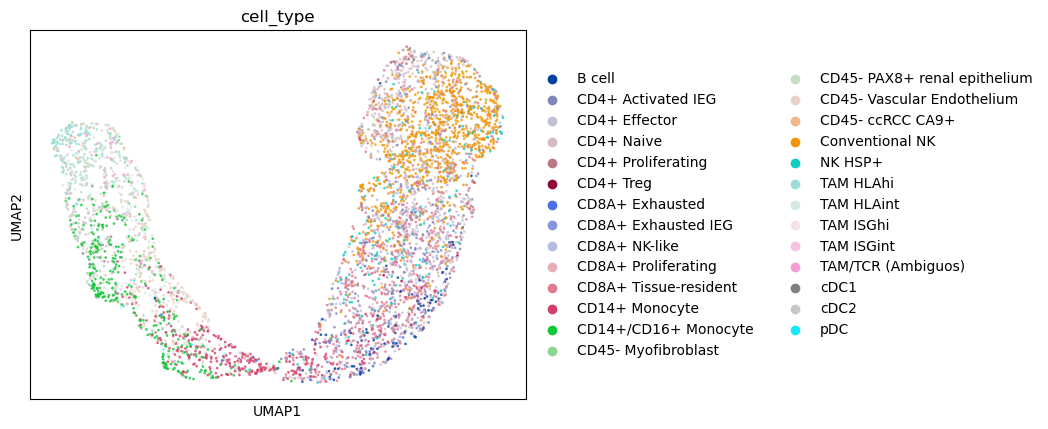 cell_type
UMAP2
UMAP1
B cell
CD4+ Activated IEG
CD4+ Effector
CD4+ Naive
CD4+ Proliferating
CD4+ Treg
CD8A+ Exhausted
CD8A+ Exhausted IEG
CD8A+ NK-like
CD8A+ Proliferating
CD8A+ Tissue-resident
CD14+ Monocyte
CD14+/CD16+ Monocyte
CD45- Myofibroblast
CD45- PAX8+ renal epithelium
CD45- Vascular Endothelium
CD45- ccRCC CA9+
Conventional NK
NK HSP+
TAM HLAhi
TAM HLAint
TAM ISGhi
TAM ISGint
TAM/TCR (Ambiguos)
cDC1
cDC2
pDC